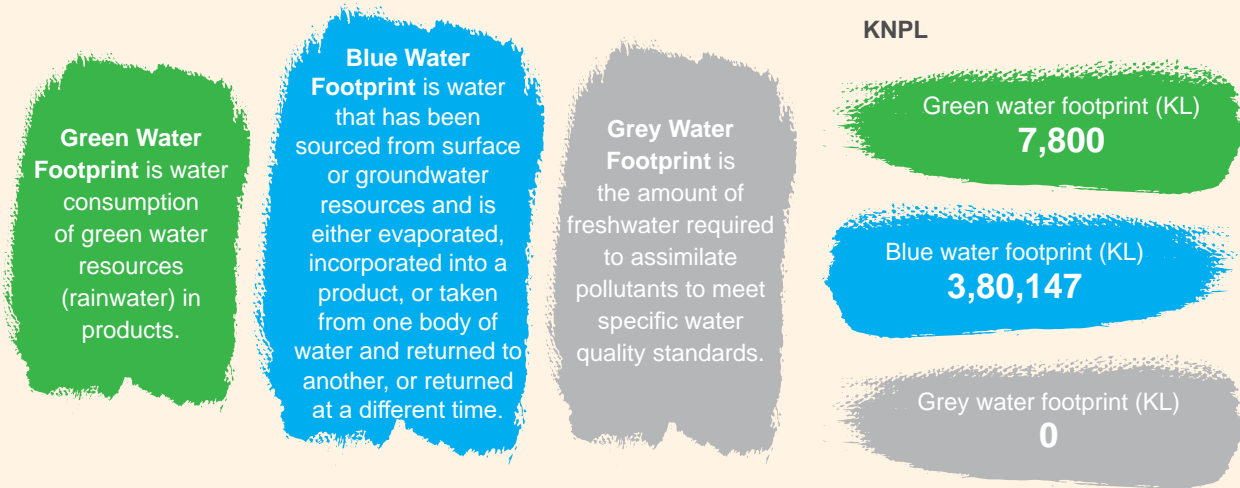 Green Water
Footprint is water
consumption
of green water
resources
(rainwater) in
products.
Blue Water
Footprint is water
that has been
sourced from surface
or groundwater
resources and is
either evaporated,
incorporated into a
product, or taken
from one body of
water and returned to
another, or returned
at a different time.
Grey Water
Footprint is
the amount of
freshwater required
to assimilate
pollutants to meet
specific water
quality standards.
KNPL
Green water footprint (KL)
7,800
Blue water footprint (KL)
3,80,147
Grey water footprint (KL)
0